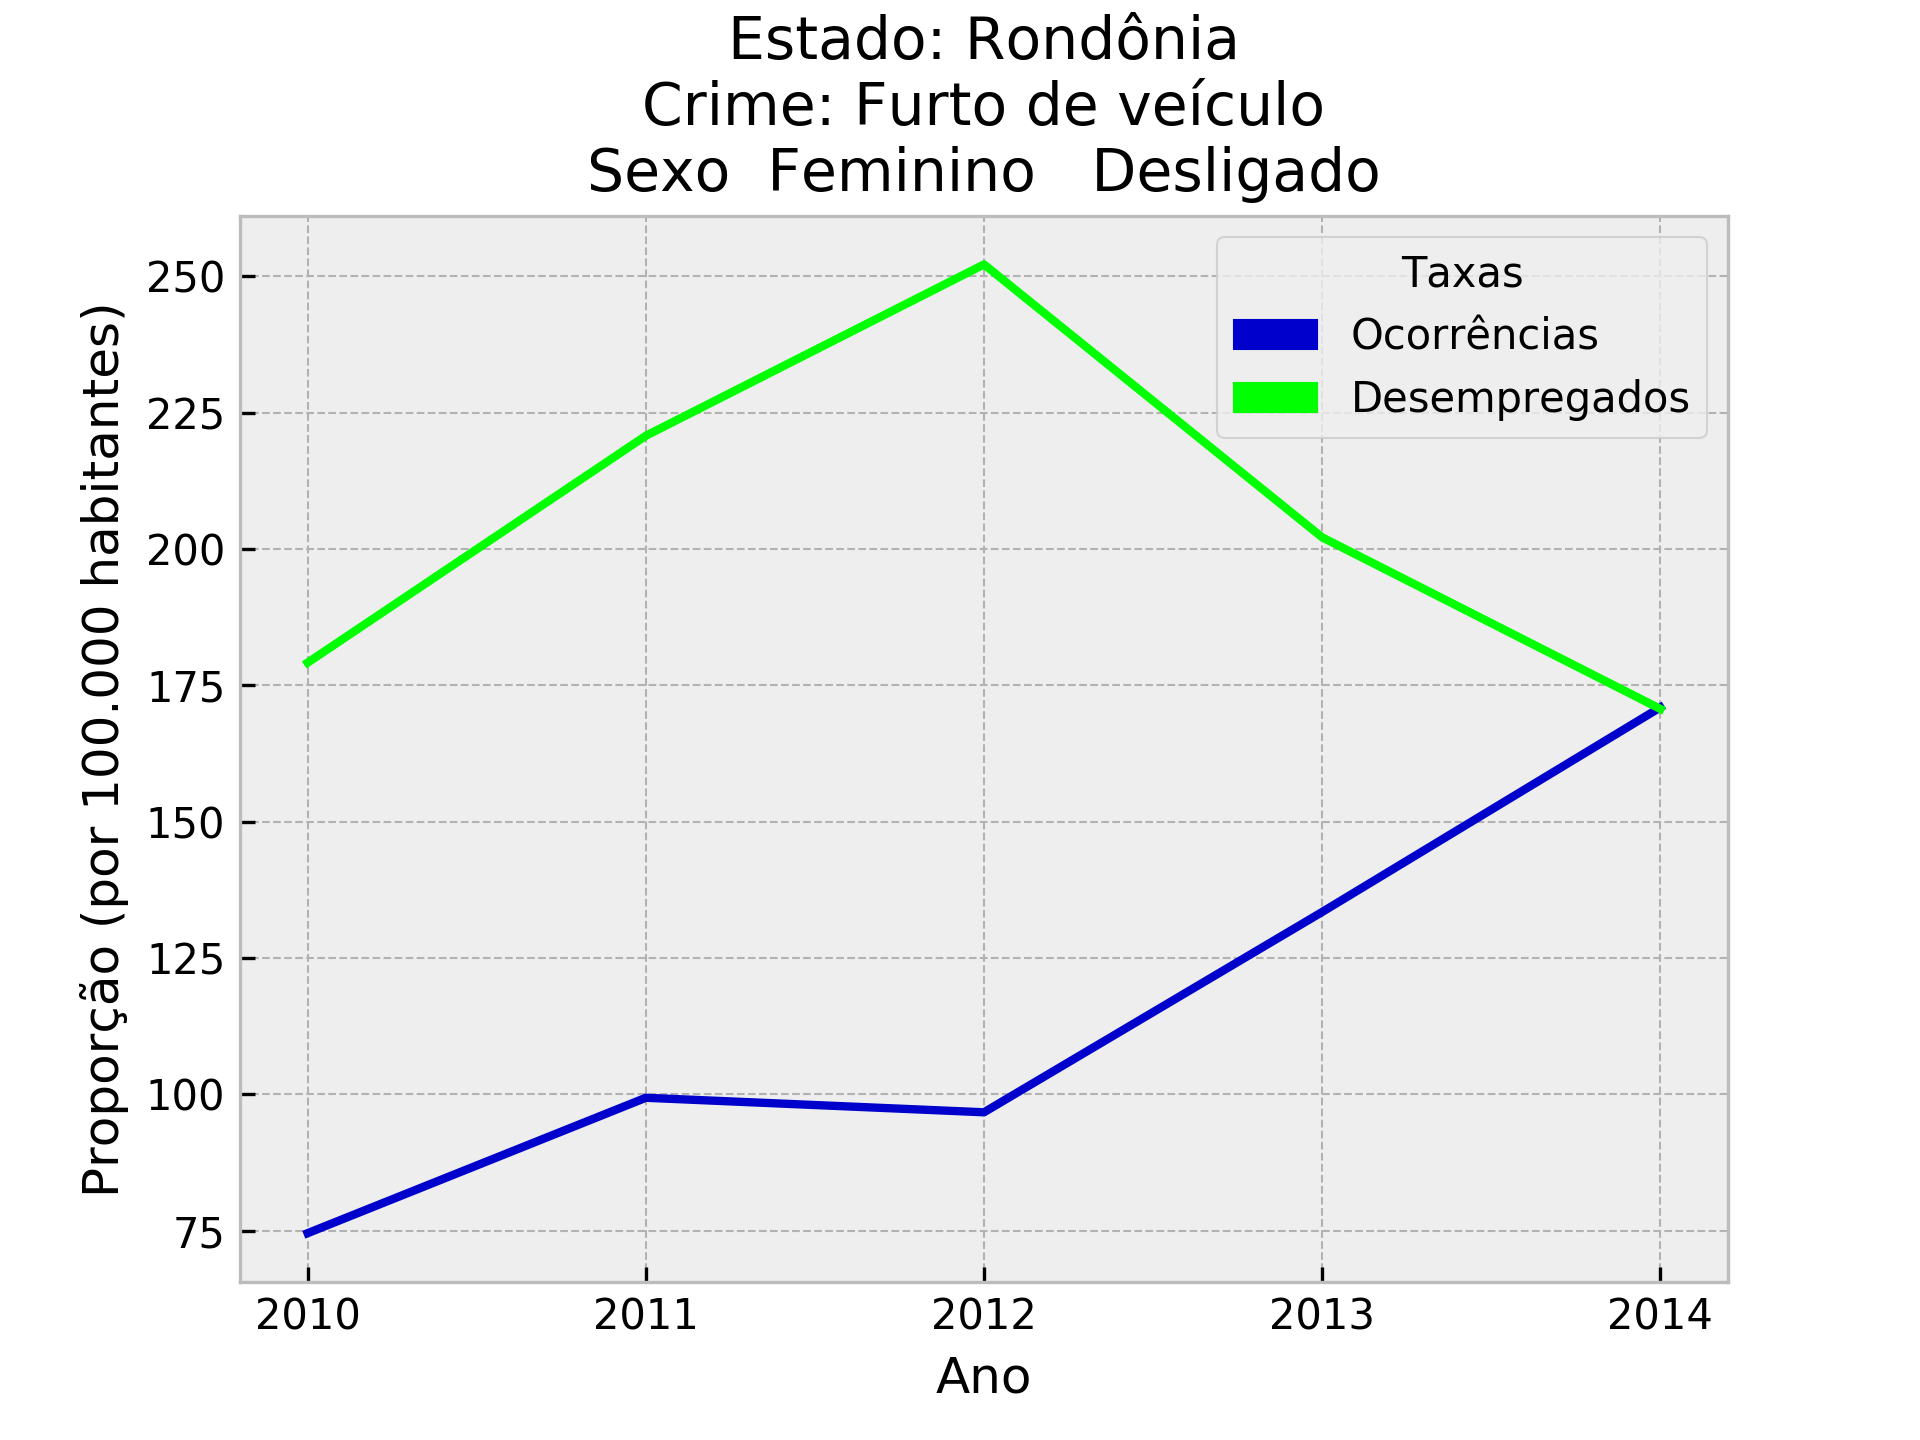 Estado: Rondônia
Crime: Furto de veículo
Sexo  Feminino   Desligado
Proporção (por 100.000 habitantes)
250
225
200
175
150
125
100
75
Taxas
Ocorrências
Desempregados
2010 2011 2012 2013 2014
Ano